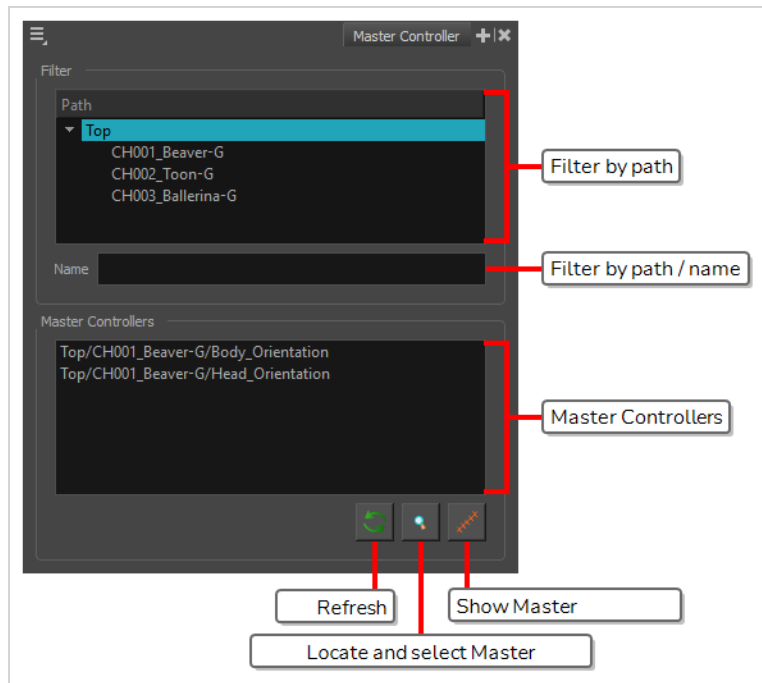 Master Controller
Filter
Path
Top
CH001_Beaver-G
CH002_Toon-G
CH003_Ballerina-G
Filter by path
Name
Filter by path / name
Master Controllers
Top/CH001_Beaver-G/Body_Orientation
Top/CH001_Beaver-G/Head_Orientation
Master Controllers
Refresh
Show Master
Locate and select Master